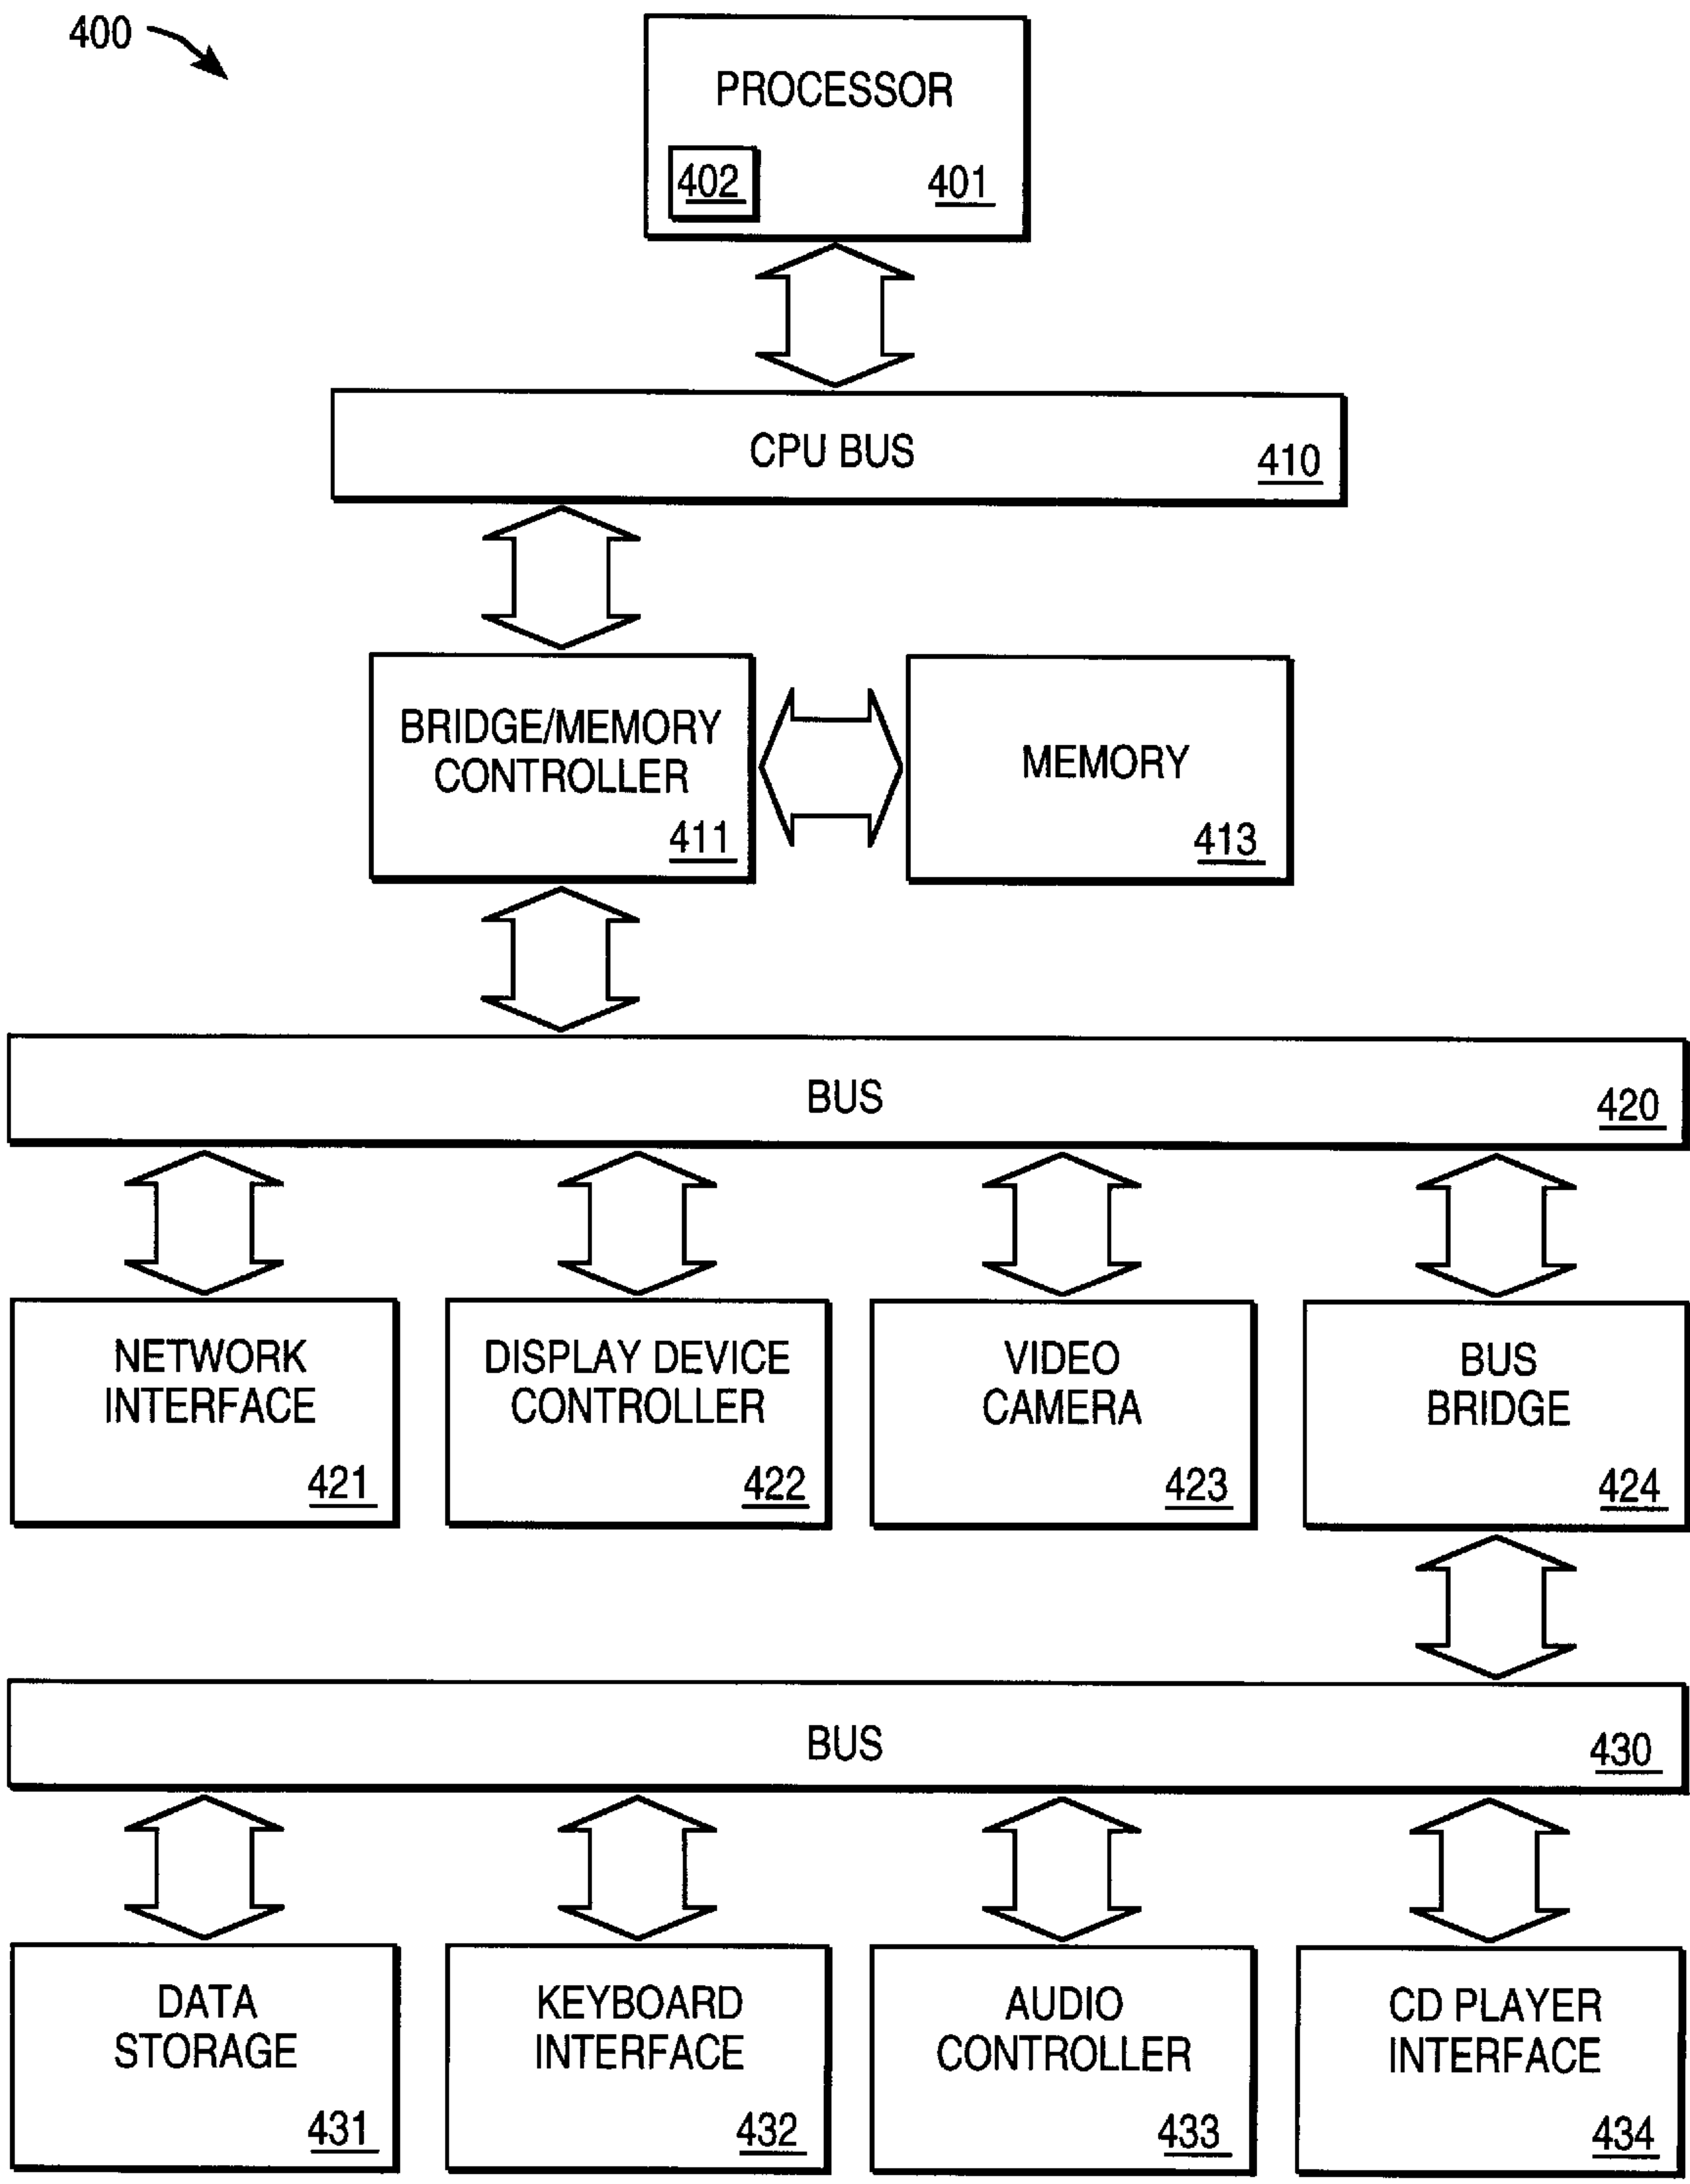 400
PROCESSOR
402
401
CPU BUS
410
BRIDGE/MEMORY
CONTROLLER
411
MEMORY
413
BUS
420
NETWORK
INTERFACE
421
DISPLAY DEVICE
CONTROLLER
422
VIDEO
CAMERA
423
BUS
BRIDGE
424
BUS
430
DATA
STORAGE
431
KEYBOARD
INTERFACE
432
AUDIO
CONTROLLER
433
CD PLAYER
INTERFACE
434